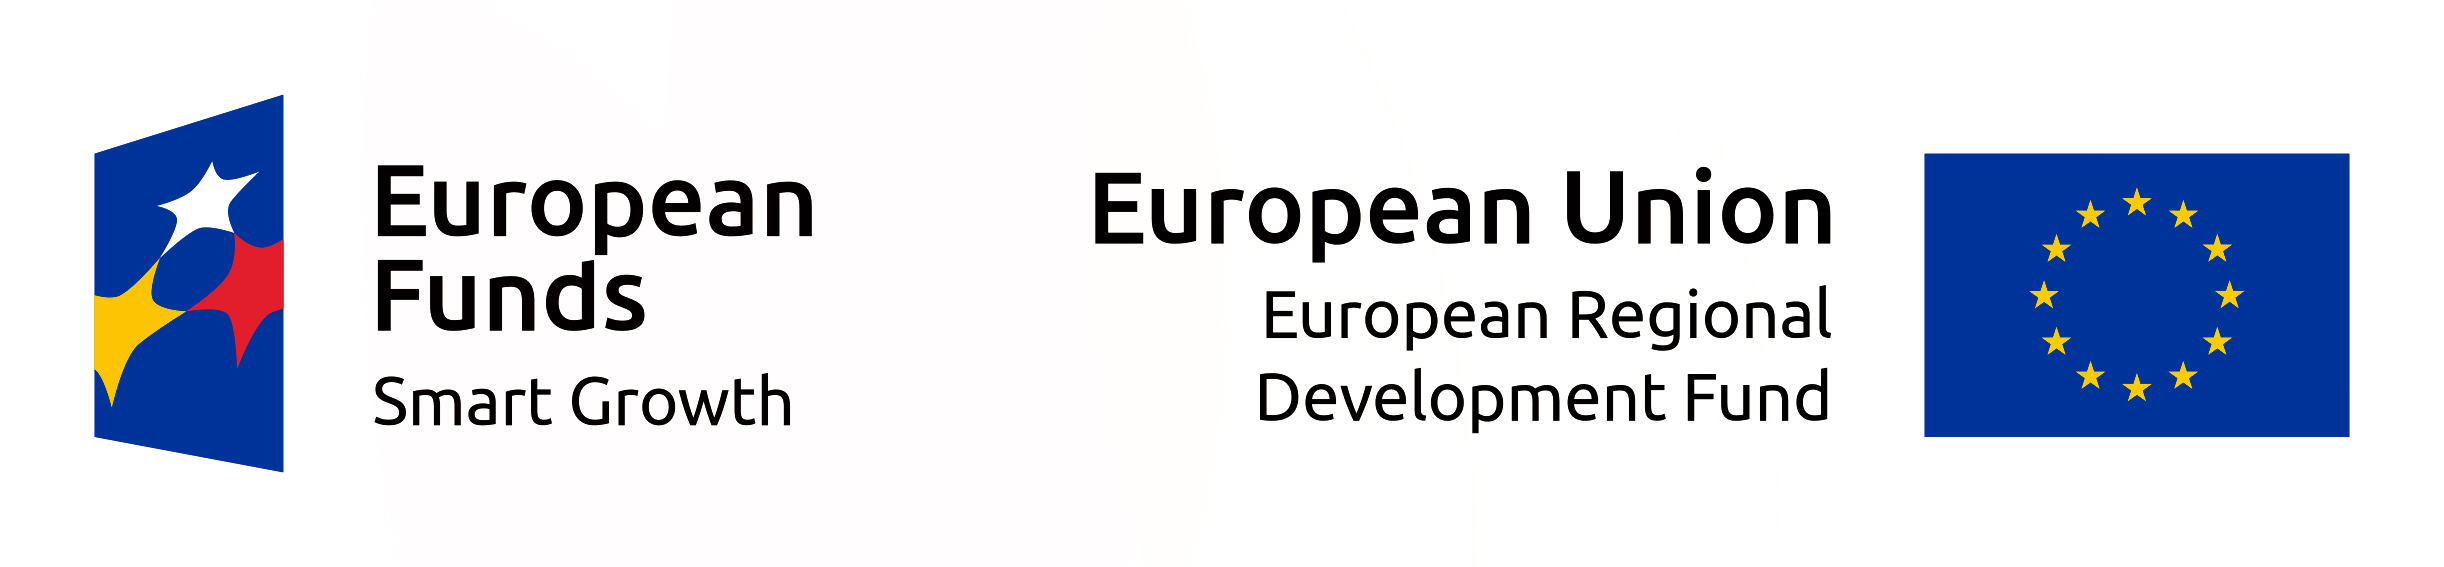 European
Funds
Smart Growth
European Union
European Regional
Development Fund